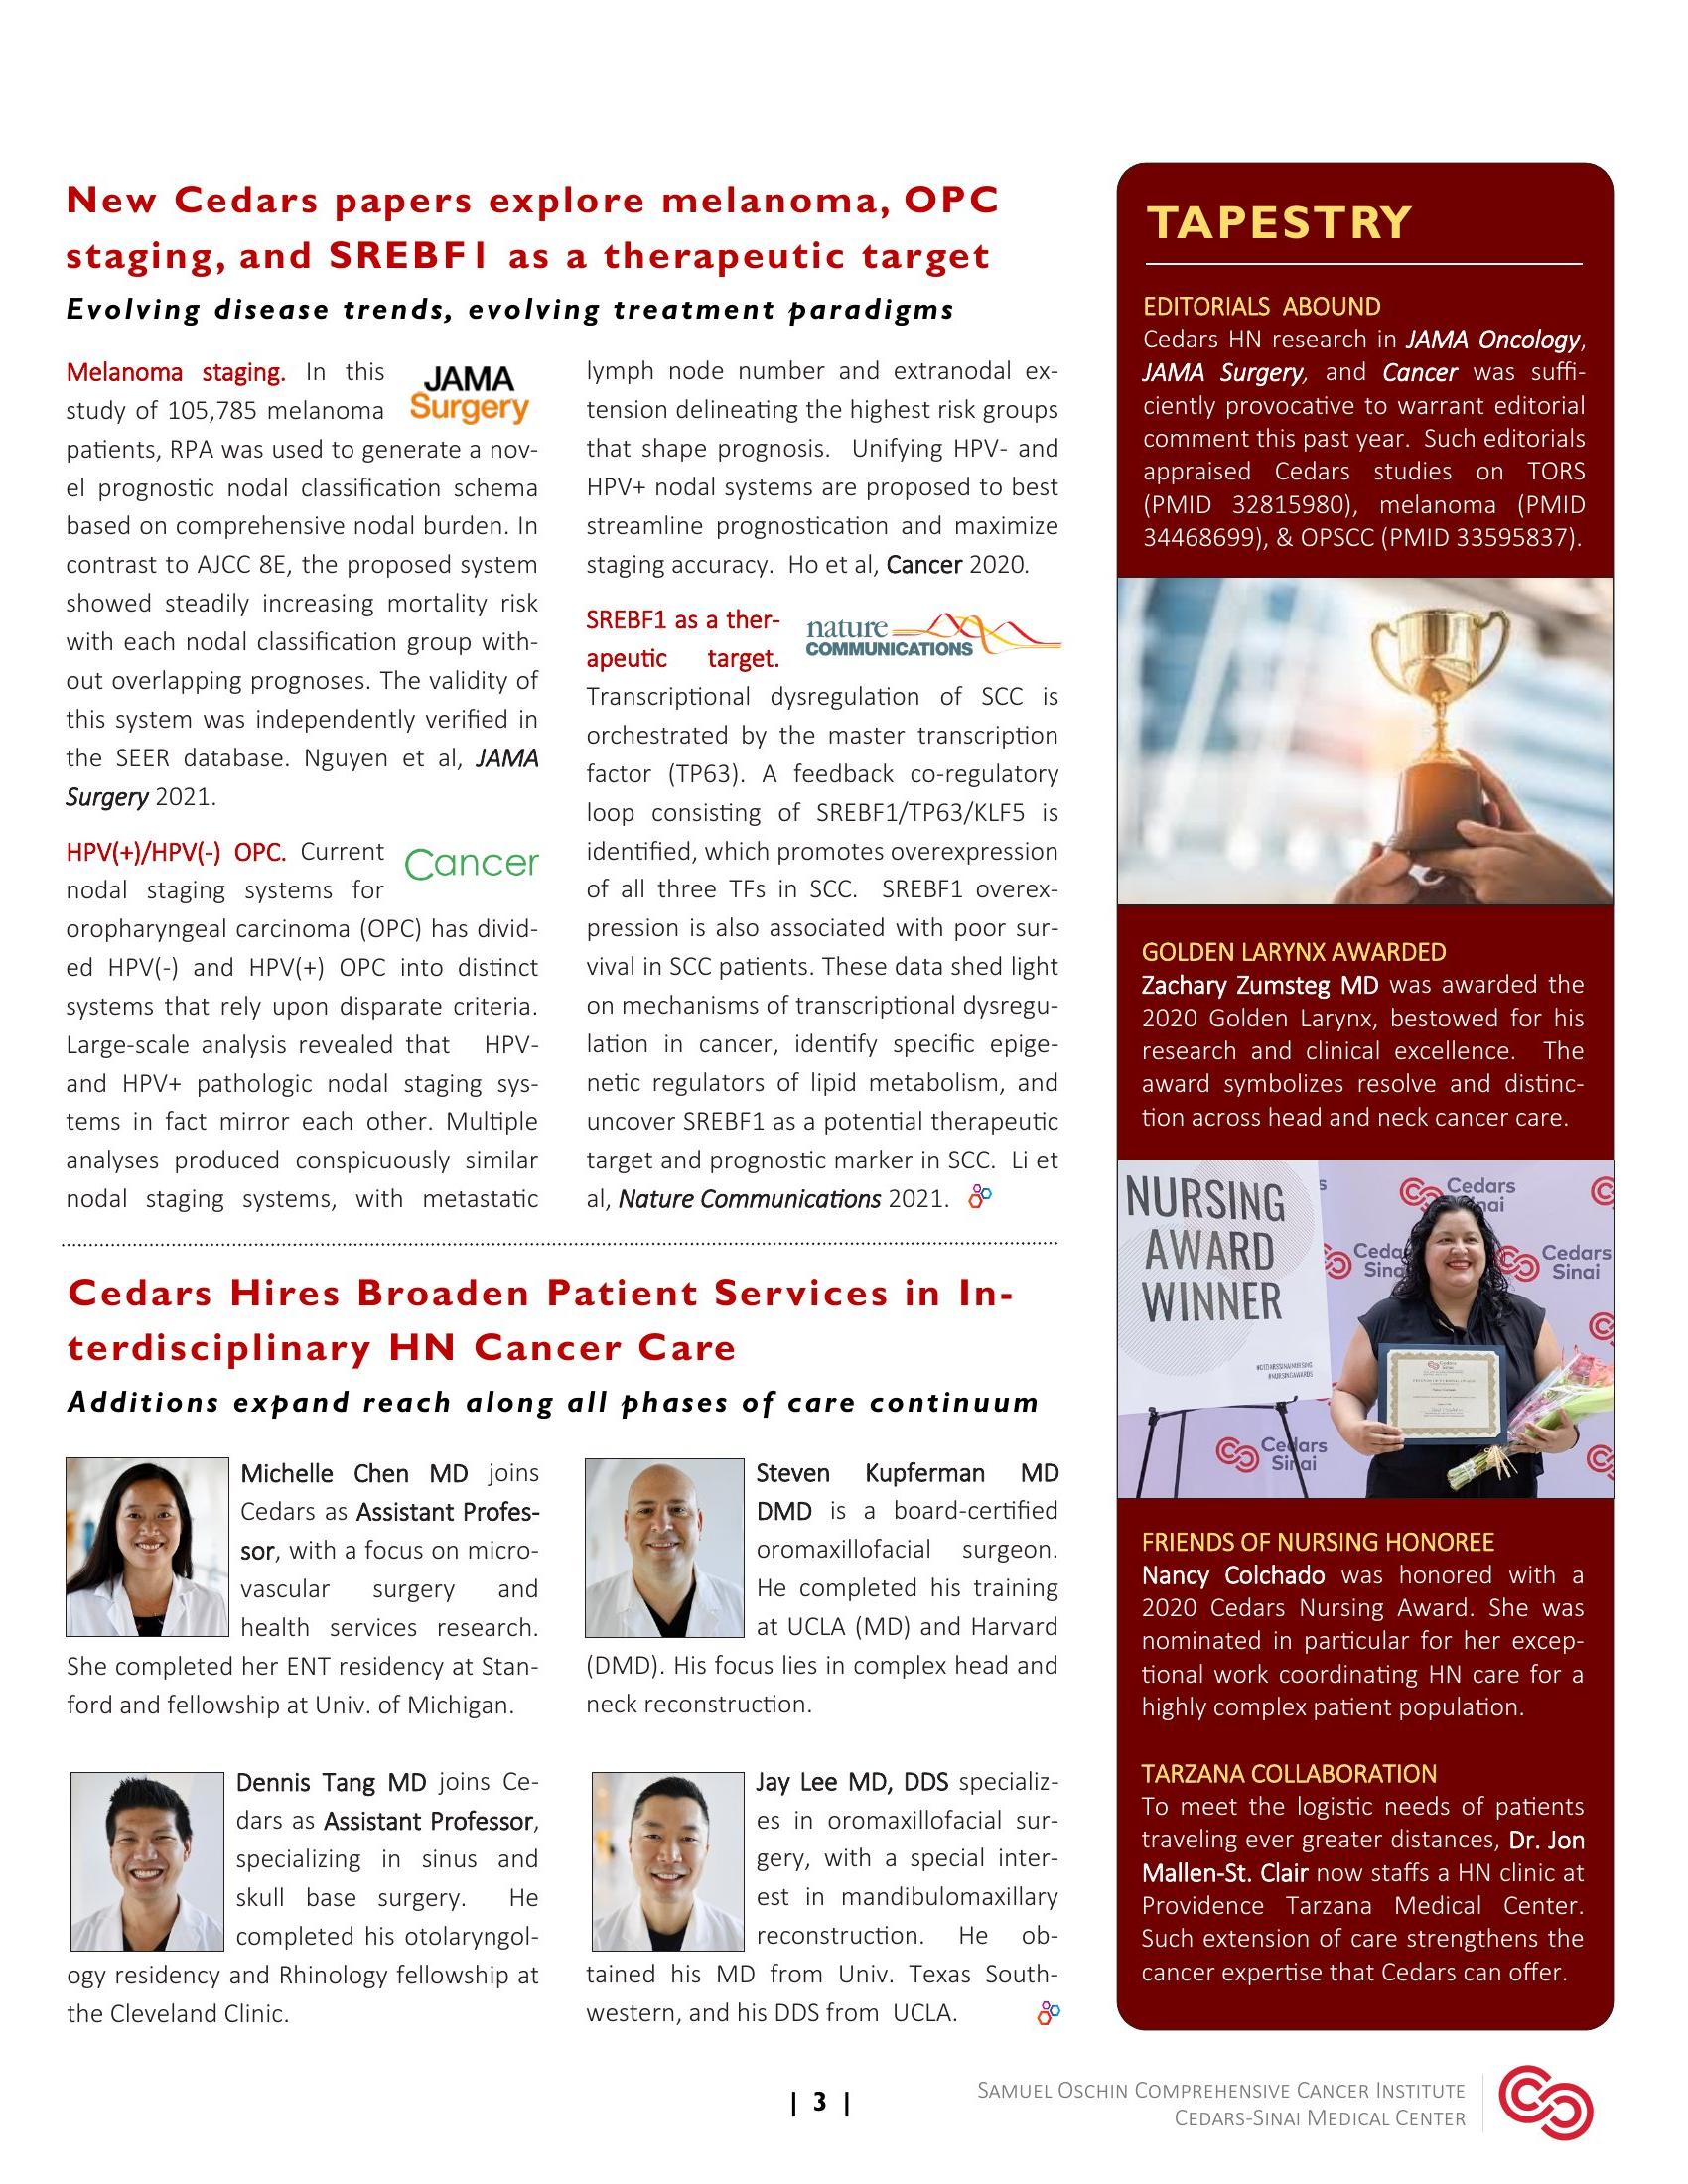 New Cedars papers explore melanoma, OPC
staging, and SREBF1 as a therapeutic target
Evolving disease trends, evolving treatment paradigms
Melanoma staging. In this
study of 105,785 melanoma
patients, RPA was used to generate a nov-
el prognostic nodal classification schema
based on comprehensive nodal burden. In
contrast to AJCC 8E, the proposed system
showed steadily increasing mortality risk
with each nodal classification group with-
out overlapping prognoses. The validity of
this system was independently verified in
the SEER database. Nguyen et al, JAMA
Surgery 2021.
JAMA
Surgery
HPV(+)/HPV(-) OPC. Current
nodal staging systems for
oropharyngeal carcinoma (OPC) has divid-
ed HPV(-) and HPV(+) OPC into distinct
systems that rely upon disparate criteria.
Large-scale analysis revealed that HPV-
and HPV+ pathologic nodal staging sys-
tems in fact mirror each other. Multiple
analyses produced conspicuously similar
nodal staging systems, with metastatic
Cancer
lymph node number and extranodal ex-
tension delineating the highest risk groups
that shape prognosis. Unifying HPV- and
HPV+ nodal systems are proposed to best
streamline prognostication and maximize
staging accuracy. Ho et al, Cancer 2020.
SREBF1 as a ther-
apeutic target.
nature
COMMUNICATIONS
Transcriptional dysregulation of SCC is
orchestrated by the master transcription
factor (TP63). A feedback co-regulatory
loop consisting of SREBF1/TP63/KLF5 is
identified, which promotes overexpression
of all three TFs in SCC. SREBF1 overex-
pression is also associated with poor sur-
vival in SCC patients. These data shed light
on mechanisms of transcriptional dysregu-
lation in cancer, identify specific epige-
netic regulators of lipid metabolism, and
uncover SREBF1 as a potential therapeutic
target and prognostic marker in SCC. Li et
al, Nature Communications 2021.
Cedars Hires Broaden Patient Services in In-
terdisciplinary HN Cancer Care
Additions expand reach along all phases of care continuum
Michelle Chen MD joins
Cedars as Assistant Profes-
sor, with a focus on micro-
vascular surgery and
health services research.
She completed her ENT residency at Stan-
ford and fellowship at Univ. of Michigan.
Dennis Tang MD joins Ce-
dars as Assistant Professor,
specializing in sinus and
skull base surgery. He
completed his otolaryngol-
ogy residency and Rhinology fellowship at
the Cleveland Clinic.
Steven Kupferman MD
DMD is a board-certified
oromaxillofacial surgeon.
He completed his training
at UCLA (MD) and Harvard
(DMD). His focus lies in complex head and
neck reconstruction.
Jay Lee MD, DDS specializ-
es in oromaxillofacial sur-
gery, with a special inter-
est in mandibulomaxillary
reconstruction. He ob-
tained his MD from Univ. Texas South-
western, and his DDS from UCLA.
TAPESTRY
EDITORIALS ABOUND
Cedars HN research in JAMA Oncology,
JAMA Surgery, and Cancer was suffi-
ciently provocative to warrant editorial
comment this past year. Such editorials
appraised Cedars studies on TORS
(PMID 32815980), melanoma (PMID
34468699), & OPSCC (PMID 33595837).
GOLDEN LARYNX AWARDED
Zachary Zumsteg MD was awarded the
2020 Golden Larynx, bestowed for his
research and clinical excellence. The
award symbolizes resolve and distinc-
tion across head and neck cancer care.
NURSING
AWARD
WINNER
#CEDARSSINAINURSING
#NURSINGAWARDS
Cedars
Sinai
Cedars
Sinai
FRIENDS OF NURSING HONOREE
Nancy Colchado was honored with a
2020 Cedars Nursing Award. She was
nominated in particular for her excep-
tional work coordinating HN care for a
highly complex patient population.
TARZANA COLLABORATION
To meet the logistic needs of patients
traveling ever greater distances, Dr. Jon
Mallen-St. Clair now staffs a HN clinic at
Providence Tarzana Medical Center.
Such extension of care strengthens the
cancer expertise that Cedars can offer.
| 3 |
SAMUEL OSCHIN COMPREHENSIVE CANCER INSTITUTE
CEDARS-SINAI MEDICAL CENTER